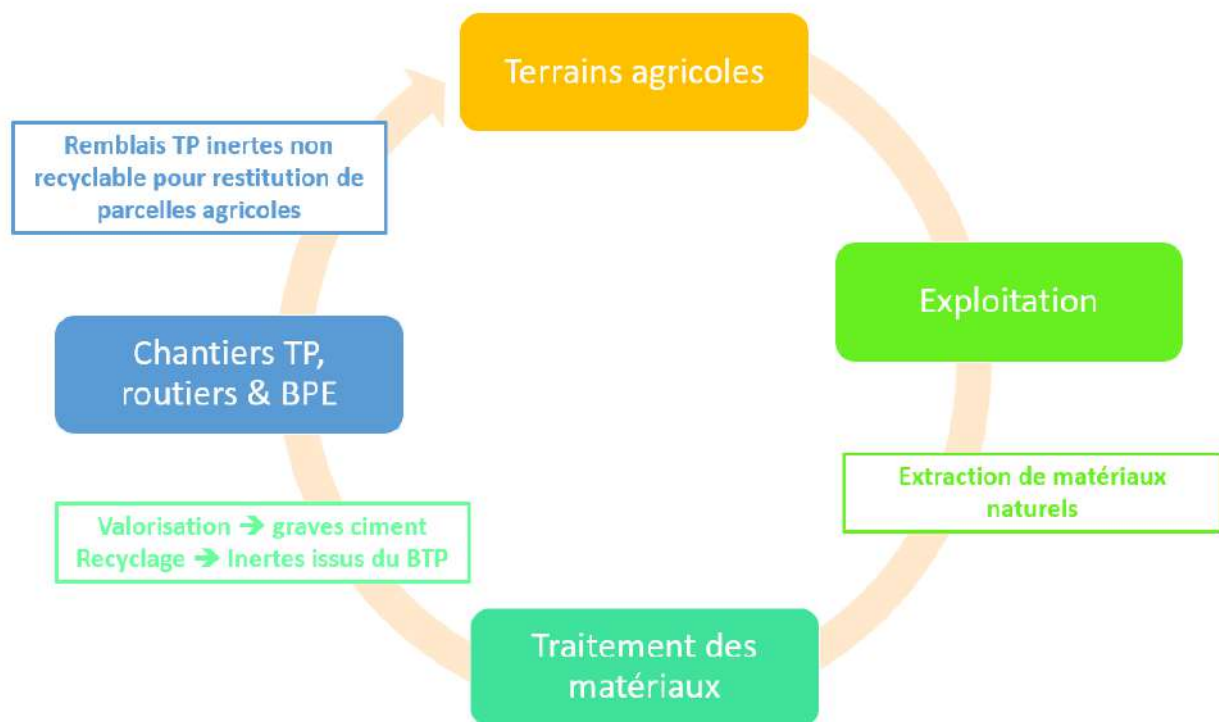 Terrains agricoles
Remblais TP inertes non
recyclable pour restitution de
parcelles agricoles
Exploitation
Chantiers TP,
routiers & BPE
Extraction de matériaux
naturels
Valorisation ➔ graves ciment
Recyclage ➔ Inertes issus du BTP
Traitement des
matériaux